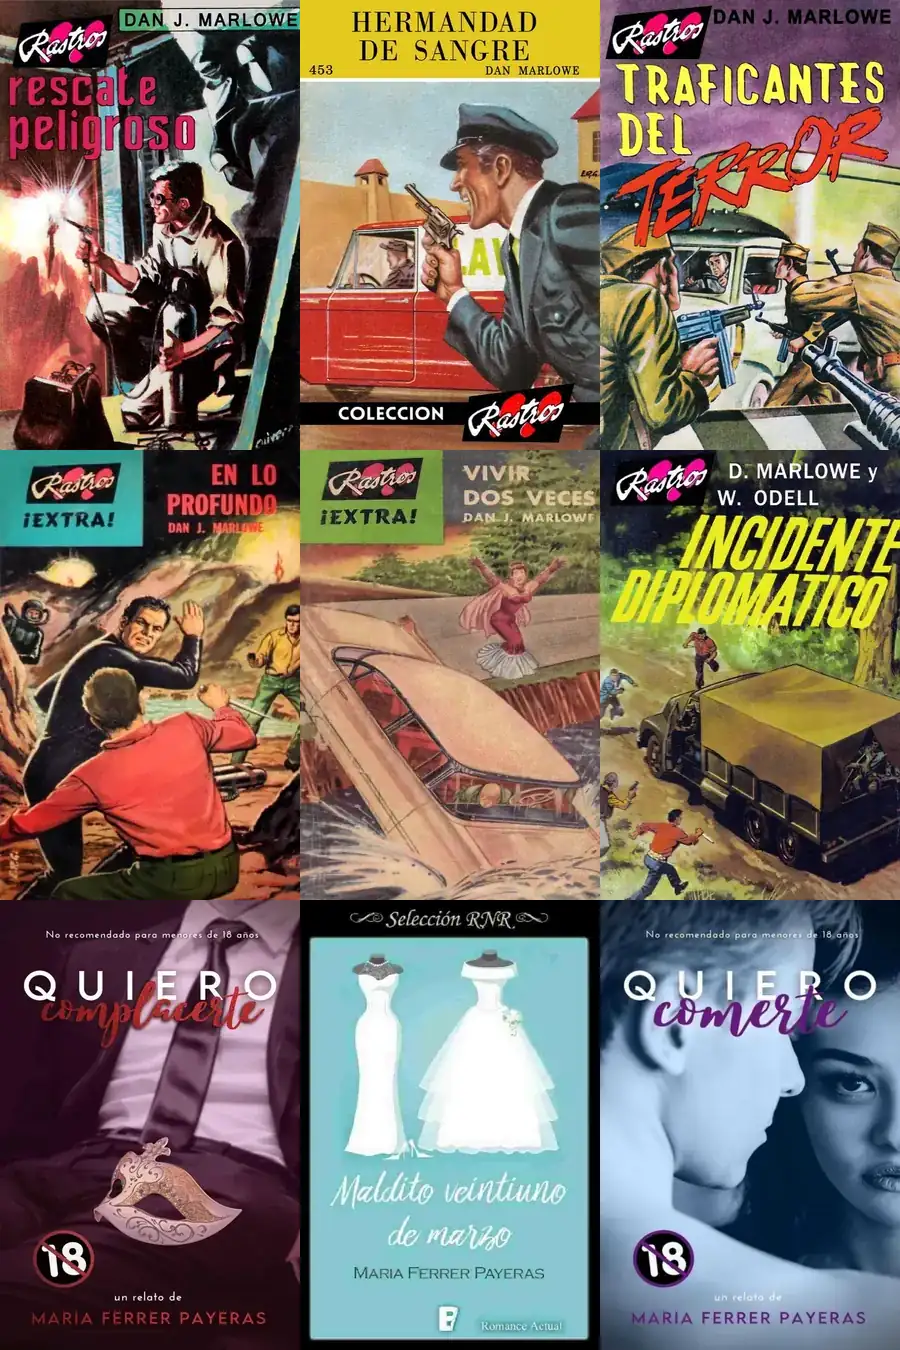 Rastros
DAN J. MARLOWE
rescate
peligroso
HERMANDAD
DE SANGRE
453
DAN MARLOWE
LAV
COLECCION
Rastros
Rastros
DAN J. MARLOWE
TRAFICANTES
DEL
TERROR
Rastros
¡EXTRA!
EN LO
PROFUNDO
DAN J. MARLOWE
Rastros
¡EXTRA!
VIVIR
DOS VECES
DAN J. MARLOWE
Rastros
D. MARLOWE y
W. ODELL
INCIDENTE
DIPLOMATICO
No recomendado para menores de 18 años
QUIERO
complacerte
18
un relato de
MARIA FERRER PAYERAS
Selección RNR
Maldito veintiuno
de marzo
MARIA FERRER PAYERAS
B
Romance Actual
No recomendado para menores de 18 años
QUIERO
comerte
18
un relato de
MARIA FERRER PAYERAS